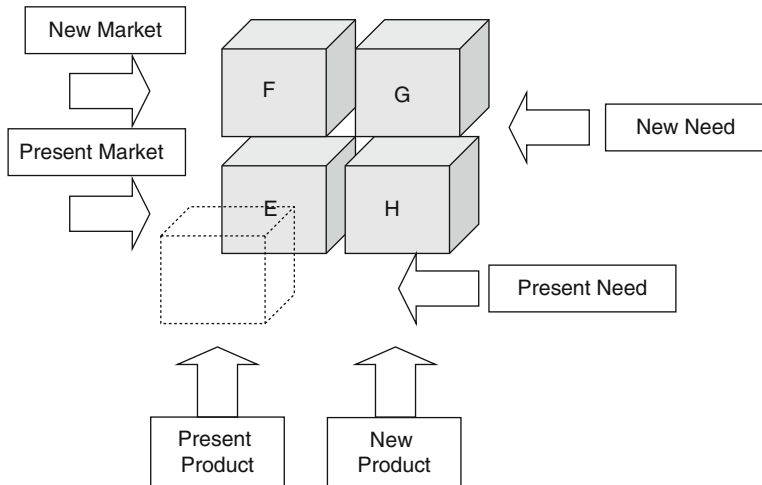 New Market
F
G
New Need
Present Market
E
H
Present Need
Present
Product
New
Product